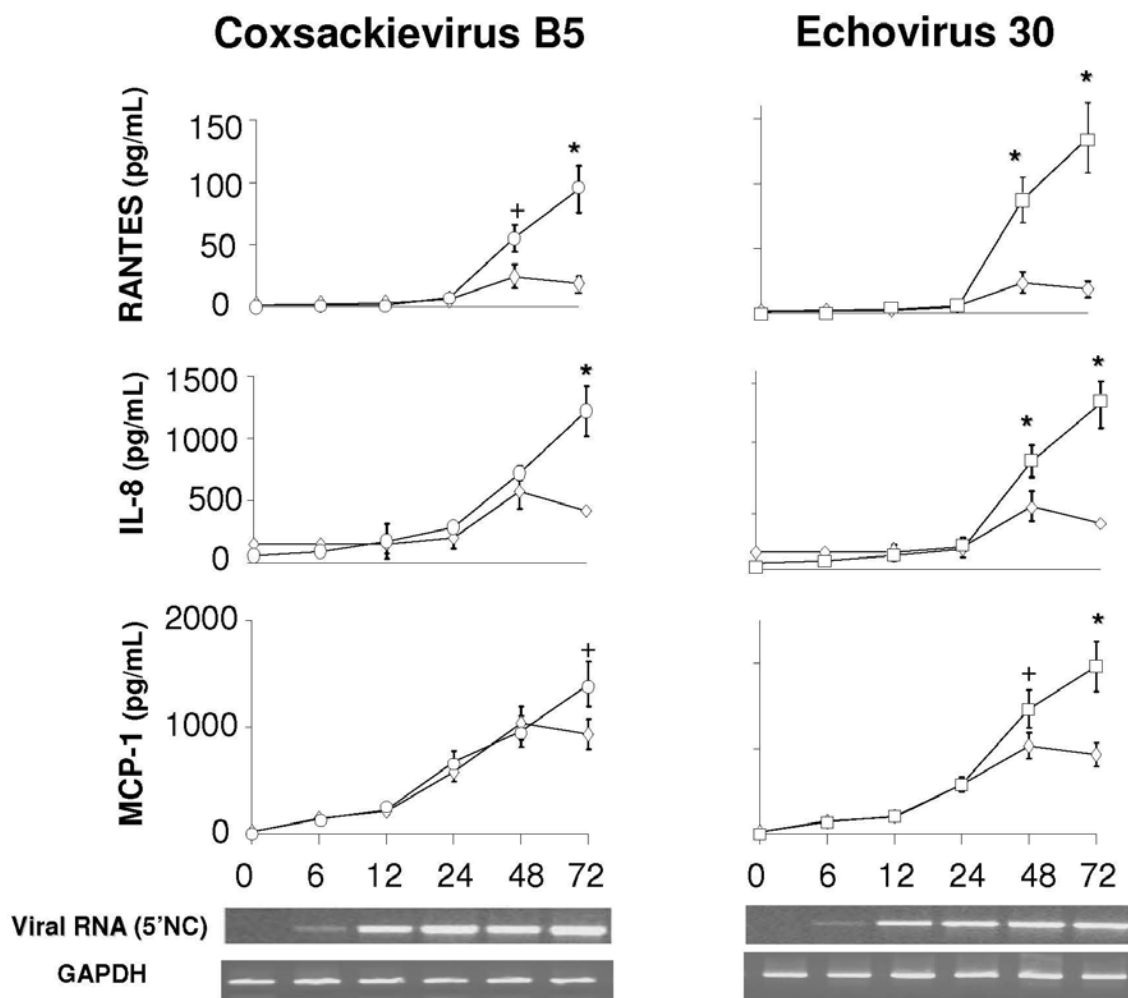 Coxsackievirus B5
Echovirus 30
RANTES (pg/mL)
150
100
50
0
*
+
*
*
IL-8 (pg/mL)
1500
1000
500
0
*
*
*
MCP-1 (pg/mL)
2000
1000
0
+
+
*
0 6 12 24 48 72
0 6 12 24 48 72
Viral RNA (5'NC)
GAPDH